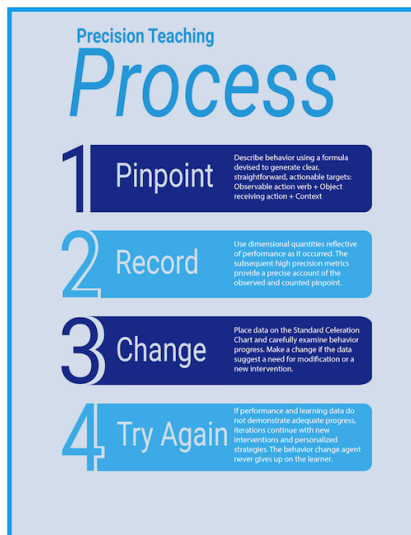 Precision Teaching
Process
1
Pinpoint
Describe behavior using a formula
devised to generate clear,
straightforward, actionable targets:
Observable action verb + Object
receiving action + Context
2
Record
Use dimensional quantities reflective
of performance as it occurred. The
subsequent high precision metrics
provide a precise account of the
observed and counted pinpoint.
3
Change
Place data on the Standard Celeration
Chart and carefully examine behavior
progress. Make a change if the data
suggest a need for modification or a
new intervention.
4
Try Again
If performance and learning data do
not demonstrate adequate progress,
iterations continue with new
interventions and personalized
strategies. The behavior change agent
never gives up on the learner.